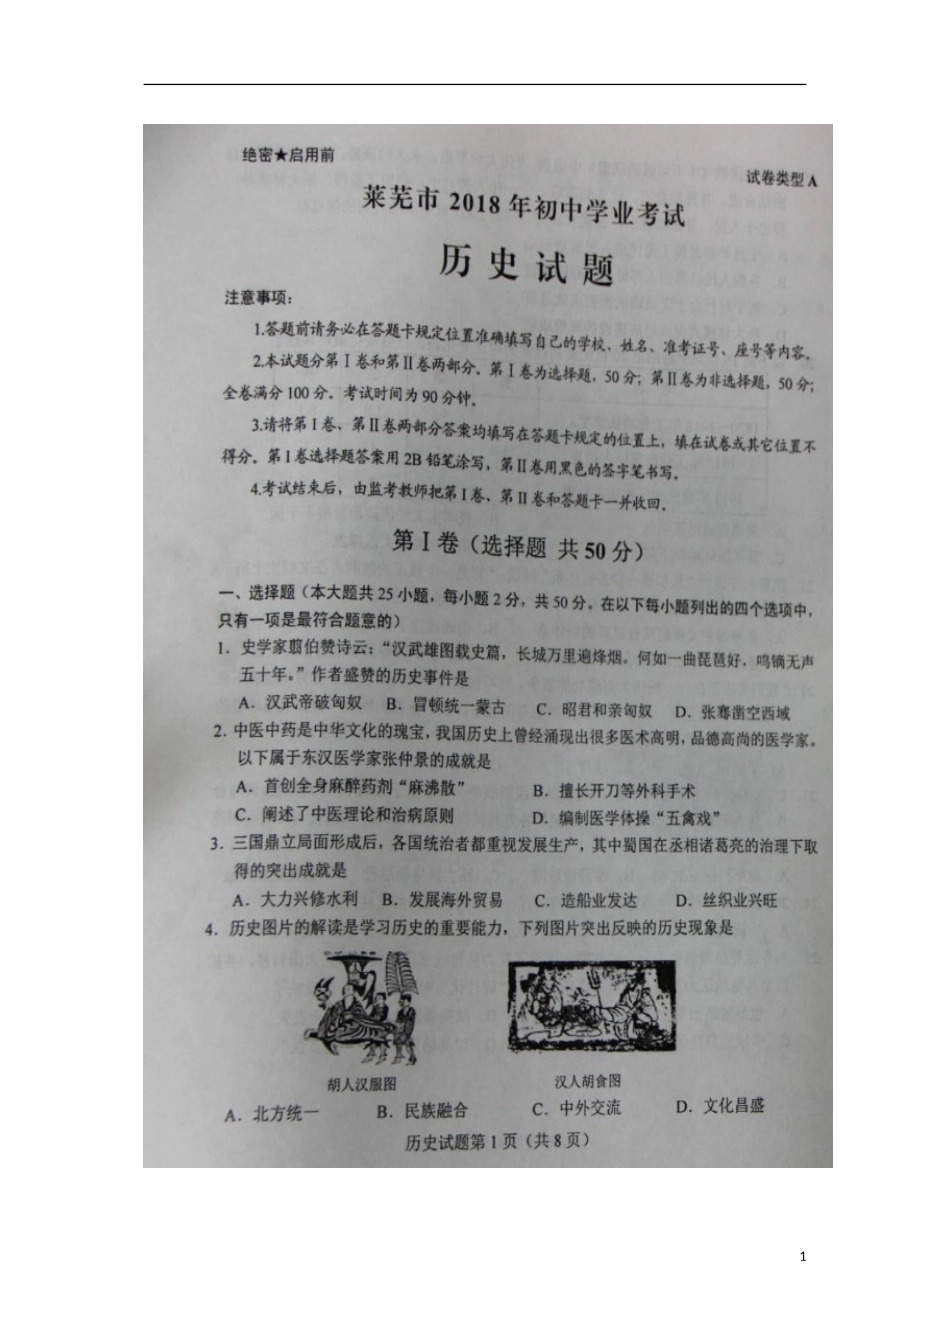 绝密★启用前
试卷类型A
莱芜市2018年初中学业考试
历史试题
注意事项：
1.答题前请务必在答题卡规定位置准确填写自己的学校、姓名、准考证号、座号等内容。
2.本试题分第Ⅰ卷和第Ⅱ卷两部分。第Ⅰ卷为选择题，50分；第Ⅱ卷为非选择题，50分；
全卷满分100分。考试时间为90分钟。
3.请将第Ⅰ卷、第Ⅱ卷两部分答案均填写在答题卡规定的位置上，填在试卷或其它位置不
得分。第Ⅰ卷选择题答案用2B铅笔涂写，第Ⅱ卷用黑色的签字笔书写。
4.考试结束后，由监考教师把第Ⅰ卷、第Ⅱ卷和答题卡一并收回。
第Ⅰ卷（选择题 共50分）
一、选择题（本大题共25小题，每小题2分，共50分。在以下每小题列出的四个选项中，
只有一项是最符合题意的）
1．史学家翦伯赞诗云：“汉武雄图载史篇，长城万里遍烽烟。何如一曲琵琶好，鸣镝无声
五十年。”作者盛赞的历史事件是
A．汉武帝破匈奴 B．冒顿统一蒙古 C．昭君和亲匈奴 D．张骞凿空西域
2．中医中药是中华文化的瑰宝，我国历史上曾经涌现出很多医术高明，品德高尚的医学家。
以下属于东汉医学家张仲景的成就是
A．首创全身麻醉药剂“麻沸散” B．擅长开刀等外科手术
C．阐述了中医理论和治病原则 D．编制医学体操“五禽戏”
3．三国鼎立局面形成后，各国统治者都重视发展生产，其中蜀国在丞相诸葛亮的治理下取
得的突出成就是
A．大力兴修水利 B．发展海外贸易 C．造船业发达 D．丝织业兴旺
4．历史图片的解读是学习历史的重要能力，下列图片突出反映的历史现象是
胡人汉服图 汉人胡食图
A．北方统一 B．民族融合 C．中外交流 D．文化昌盛
历史试题第1页（共8页）
1